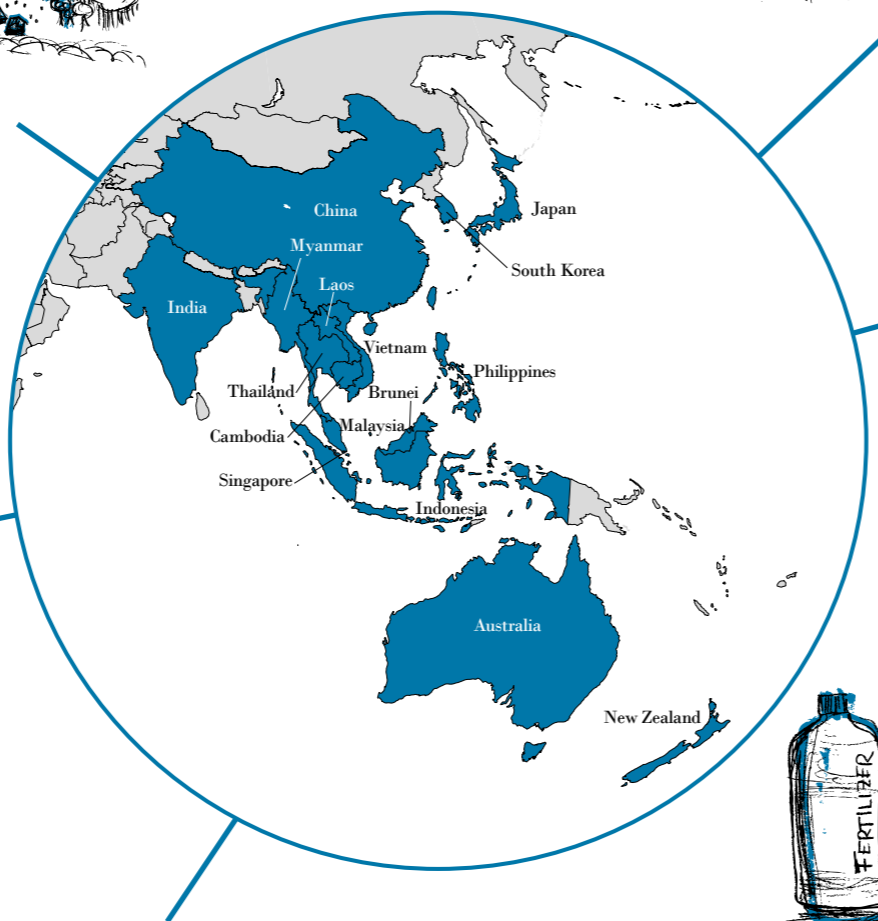 China
Japan
Myanmar
South Korea
Laos
India
Vietnam
Philippines
Thailand
Brunei
Malaysia
Cambodia
Singapore
Indonesia
Australia
New Zealand
FERTILIZER